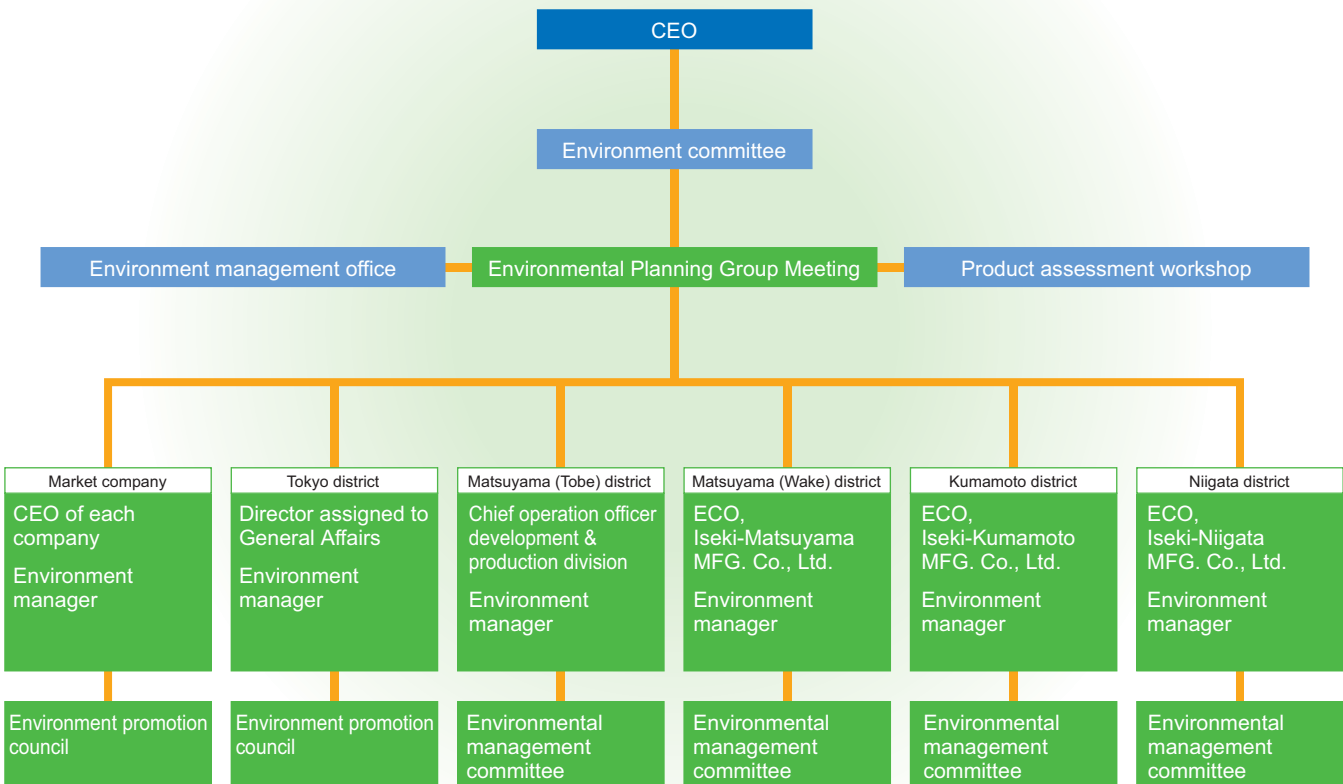 CEO
Environment committee
Environment management office
Environmental Planning Group Meeting
Product assessment workshop
Market company
CEO of each
company
Environment
manager
Environment promotion
council
Tokyo district
Director assigned to
General Affairs
Environment
manager
Environment promotion
council
Matsuyama (Tobe) district
Chief operation officer
development &
production division
Environment
manager
Environmental
management
committee
Matsuyama (Wake) district
ECO,
Iseki-Matsuyama
MFG. Co., Ltd.
Environment
manager
Environmental
management
committee
Kumamoto district
ECO,
Iseki-Kumamoto
MFG. Co., Ltd.
Environment
manager
Environmental
management
committee
Niigata district
ECO,
Iseki-Niigata
MFG. Co., Ltd.
Environment
manager
Environmental
management
committee